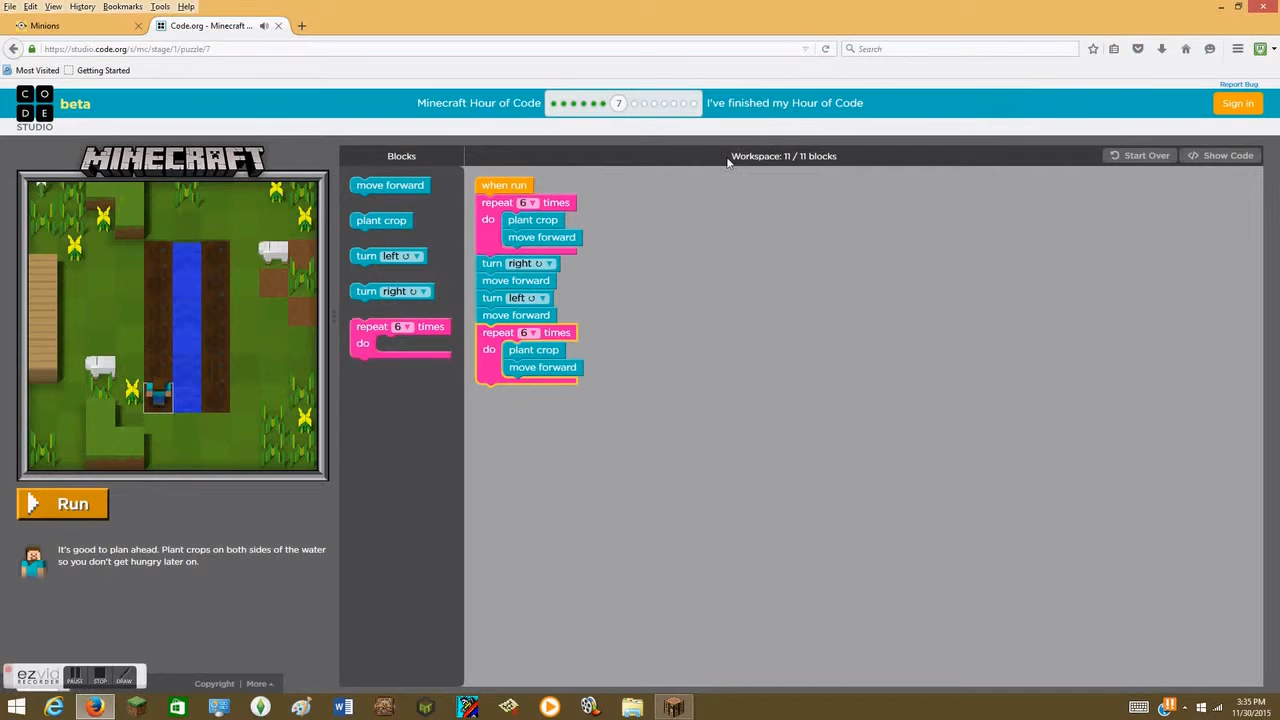 File Edit View History Bookmarks Tools Help
Minions
Code.org - Minecraft ...
https://studio.code.org/s/mc/stage/1/puzzle/7
Search
Most Visited
Getting Started
Report Bug
CODE
STUDIO
beta
Minecraft Hour of Code
7
I've finished my Hour of Code
Sign in
MINECRAFT
Blocks
Workspace: 11 / 11 blocks
Start Over
</> Show Code
move forward
plant crop
turn left
turn right
repeat 6 times
do
when run
repeat 6 times
do
plant crop
move forward
turn right
move forward
turn left
move forward
repeat 6 times
do
plant crop
move forward
Run
It's good to plan ahead. Plant crops on both sides of the water
so you don't get hungry later on.
ezvid
RECORDER
PAUSE
STOP
DRAW
Copyright
More
3:35 PM
11/30/2015